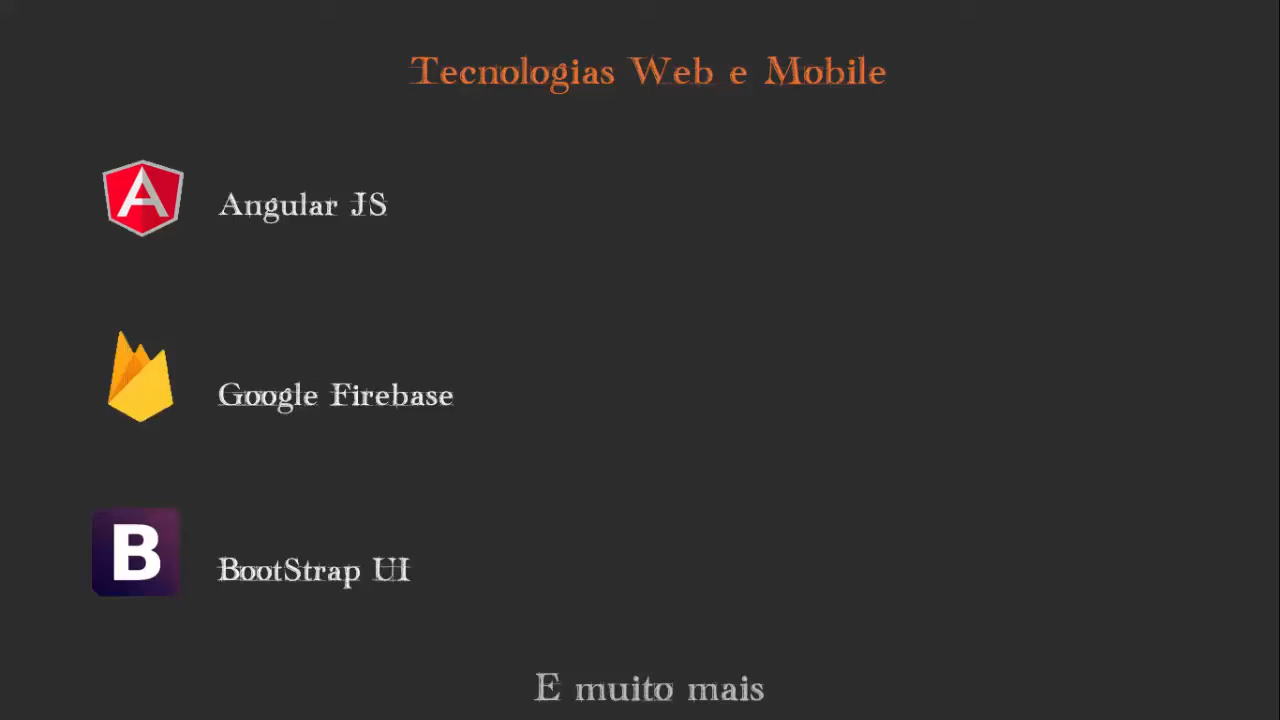 Tecnologias Web e Mobile
Angular JS
Google Firebase
B
BootStrap UI
E muito mais